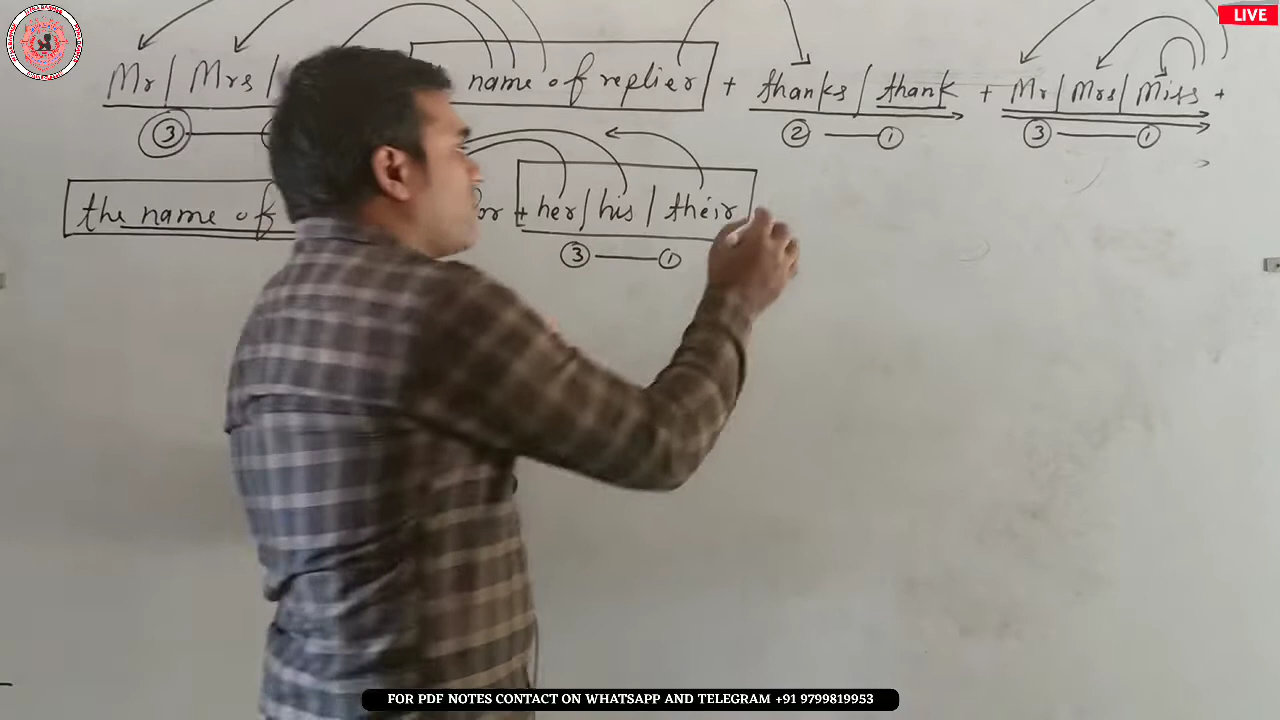 LIVE
Mr / Mrs / name of replier + thanks / thank + Mr / Mrs / Miss +
③ — ② — ① ③ — ①
the name of or + her / his / their
③ — ①
FOR PDF NOTES CONTACT ON WHATSAPP AND TELEGRAM +91 9799819953